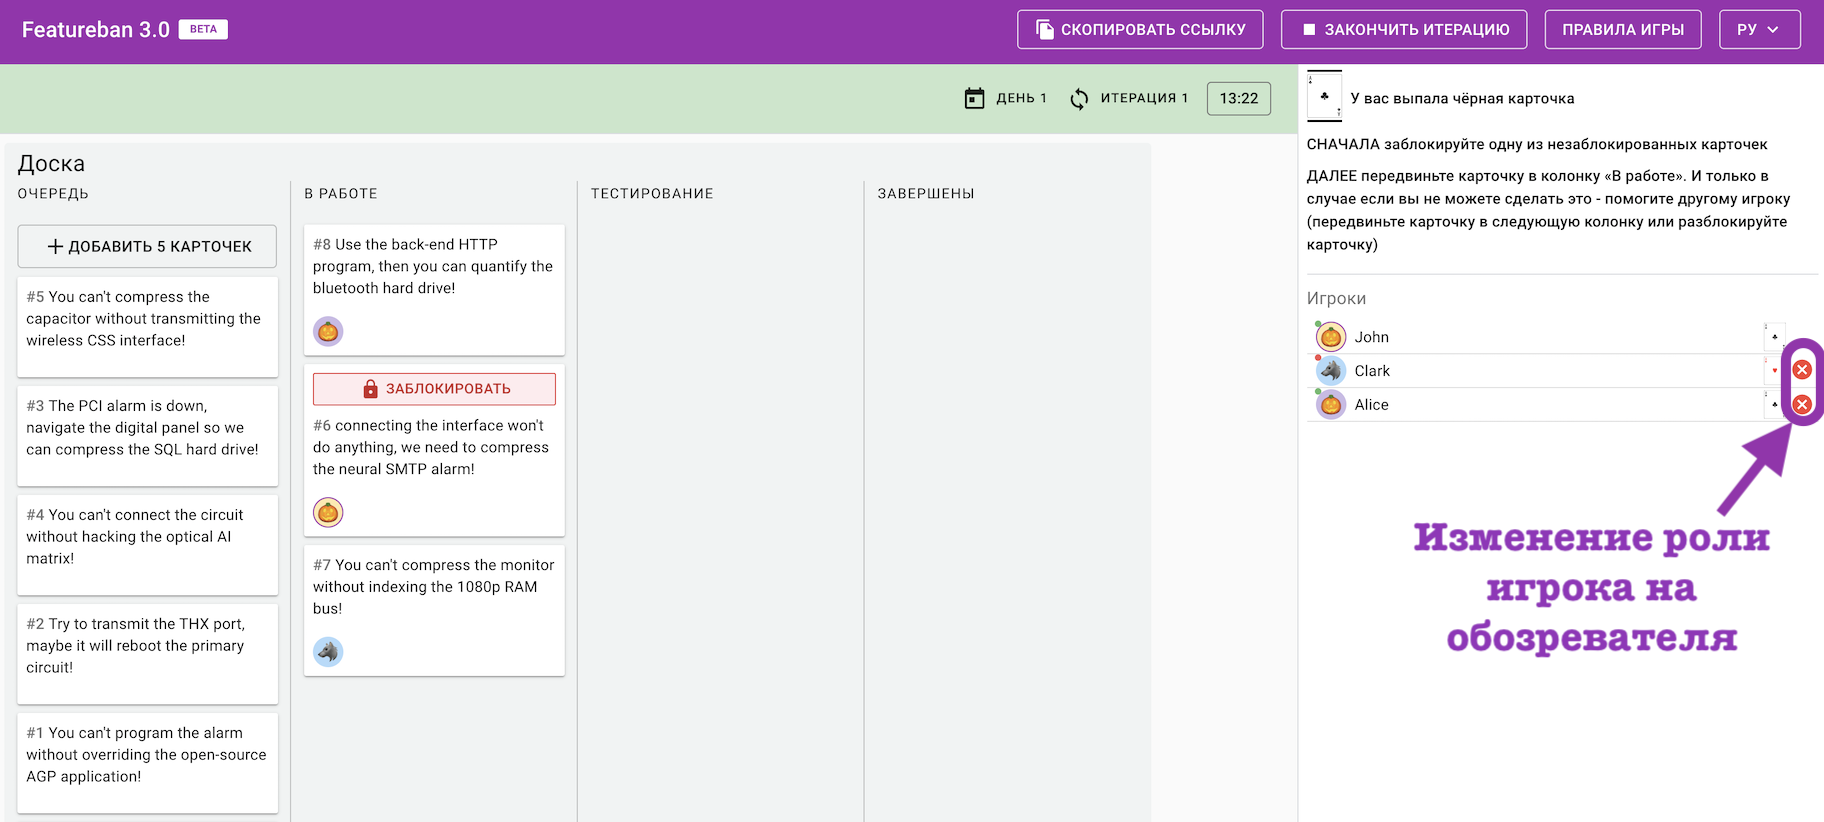 Featureban 3.0 BETA
СКОПИРОВАТЬ ССЫЛКУ
ЗАКОНЧИТЬ ИТЕРАЦИЮ
ПРАВИЛА ИГРЫ
РУ
ДЕНЬ 1
ИТЕРАЦИЯ 1
13:22
Доска
ОЧЕРЕДЬ
ДОБАВИТЬ 5 КАРТОЧЕК
#5 You can't compress the
capacitor without transmitting the
wireless CSS interface!
#3 The PCI alarm is down,
navigate the digital panel so we
can compress the SQL hard drive!
#4 You can't connect the circuit
without hacking the optical AI
matrix!
#2 Try to transmit the THX port,
maybe it will reboot the primary
circuit!
#1 You can't program the alarm
without overriding the open-source
AGP application!
В РАБОТЕ
#8 Use the back-end HTTP
program, then you can quantify the
bluetooth hard drive!
ЗАБЛОКИРОВАТЬ
#6 connecting the interface won't
do anything, we need to compress
the neural SMTP alarm!
#7 You can't compress the monitor
without indexing the 1080p RAM
bus!
ТЕСТИРОВАНИЕ
ЗАВЕРШЕНЫ
У вас выпала чёрная карточка
СНАЧАЛА заблокируйте одну из незаблокированных карточек
ДАЛЕЕ передвиньте карточку в колонку «В работе». И только в
случае если вы не можете сделать это - помогите другому игроку
(передвиньте карточку в следующую колонку или разблокируйте
карточку)
Игроки
John
Clark
Alice
Изменение роли
игрока на
обозревателя